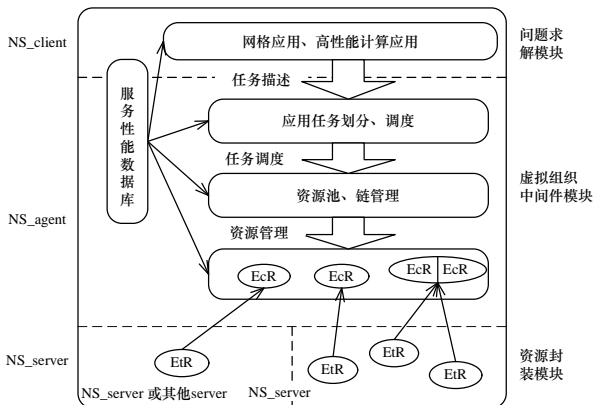 NS_client
网格应用、高性能计算应用
问题求
解模块
任务描述
服务性能数据库
应用任务划分、调度
任务调度
虚拟组织
中间件模块
资源池、链管理
NS_agent
资源管理
EcR
EcR
EcR EcR
NS_server
EtR
EtR
EtR
EtR
资源封
装模块
NS_server 或其他server
NS_server